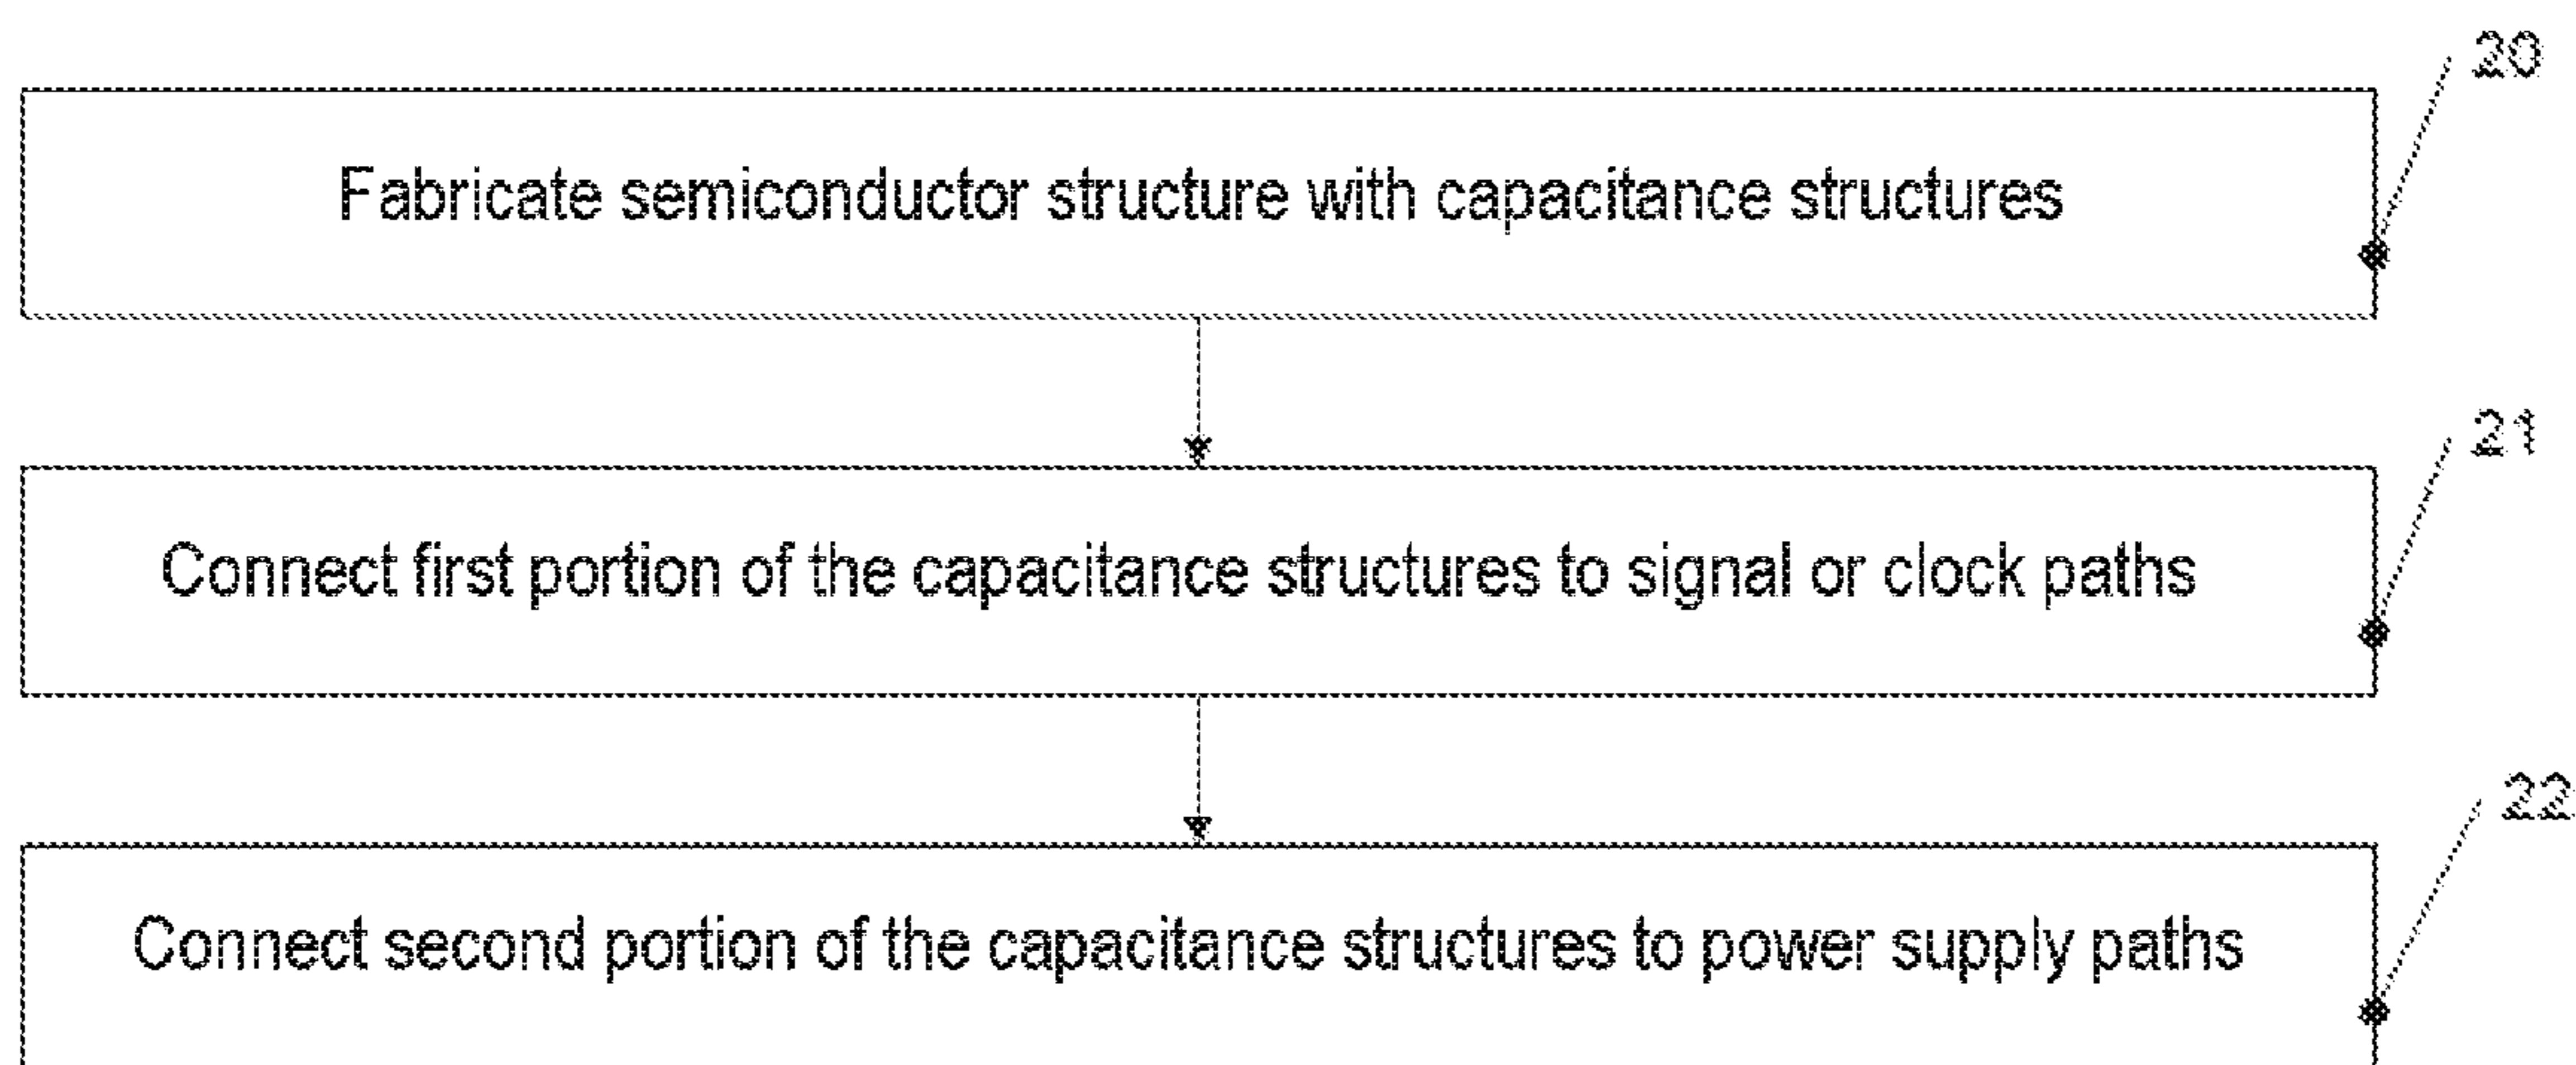 20
Fabricate semiconductor structure with capacitance structures
21
Connect first portion of the capacitance structures to signal or clock paths
22
Connect second portion of the capacitance structures to power supply paths